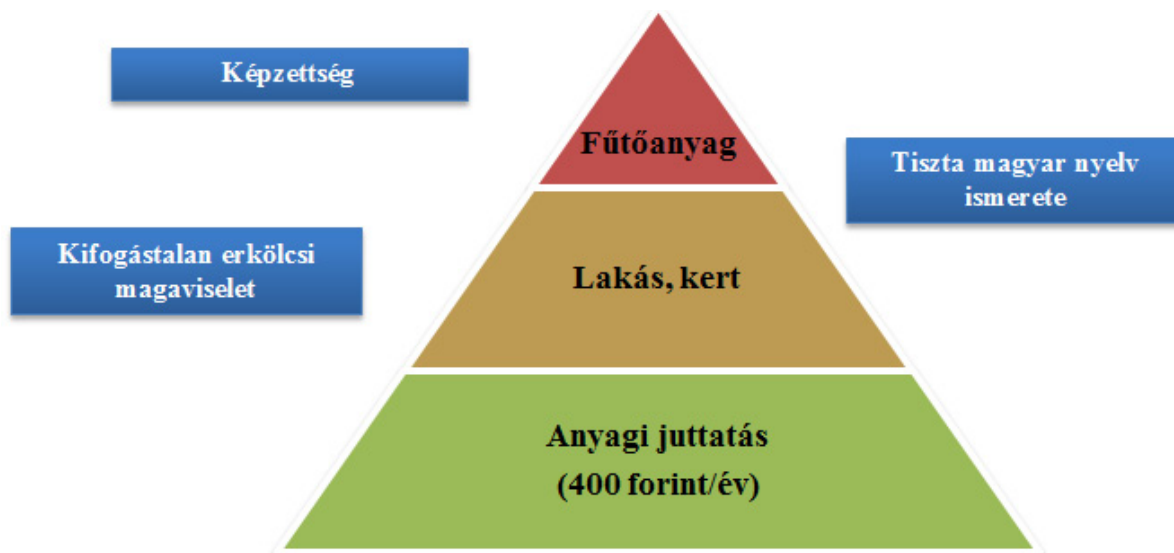 Képzettség
Fűtőanyag
Tiszta magyar nyelv
ismerete
Kifogástalan erkölcsi
magaviselet
Lakás, kert
Anyagi juttatás
(400 forint/év)